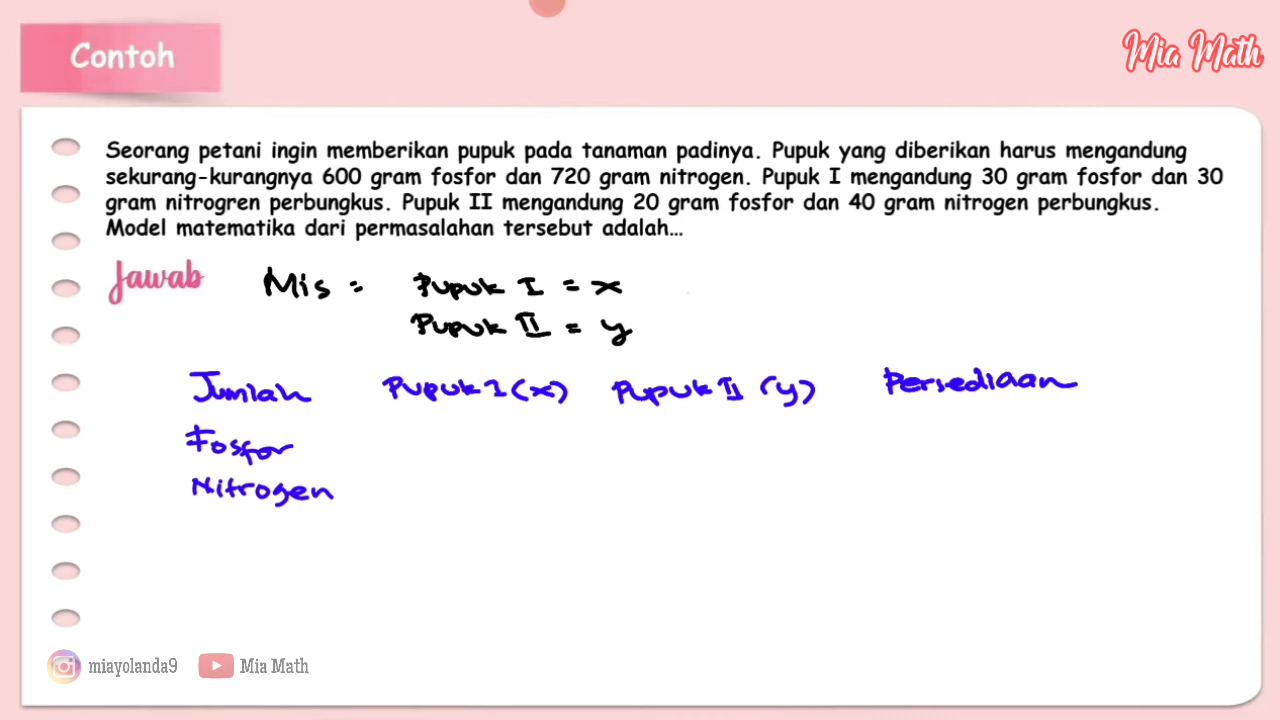 Contoh
Mia Math
Seorang petani ingin memberikan pupuk pada tanaman padinya. Pupuk yang diberikan harus mengandung
sekurang-kurangnya 600 gram fosfor dan 720 gram nitrogen. Pupuk I mengandung 30 gram fosfor dan 30
gram nitrogren perbungkus. Pupuk II mengandung 20 gram fosfor dan 40 gram nitrogen perbungkus.
Model matematika dari permasalahan tersebut adalah...
Jawab Mis = Pupuk I = x
Pupuk II = y
Jumlah Pupuk I (x) Pupuk II (y) Persediaan
Fosfor
Nitrogen
miyolanda9 Mia Math